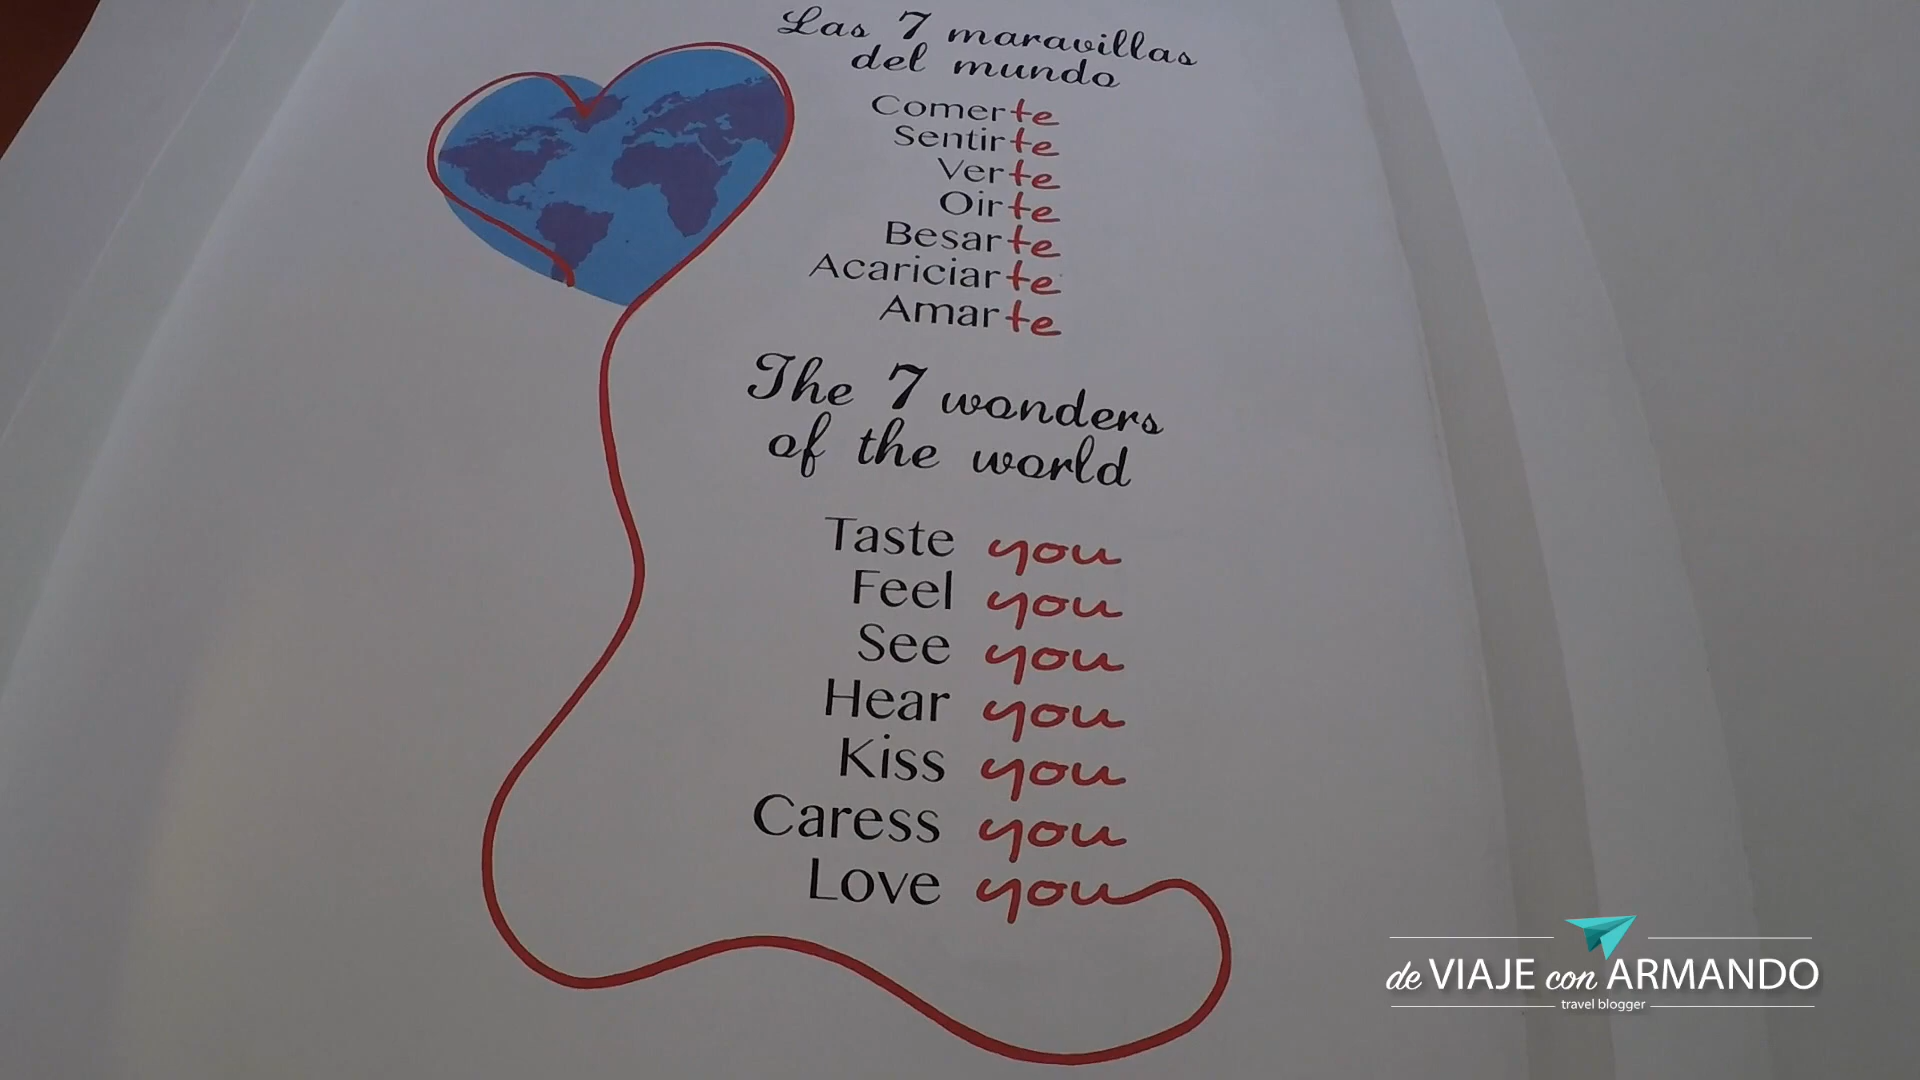 Las 7 maravillas
del mundo
Comerte
Sentirte
Verte
Oirte
Besarte
Acariciarte
Amarte
The 7 wonders
of the world
Taste you
Feel you
See you
Hear you
Kiss you
Caress you
Love you
de VIAJE con ARMANDO
travel blogger